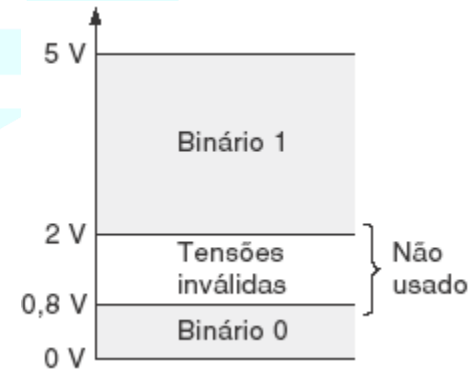 5 V
Binário 1
2 V
Tensões
inválidas
Não
usado
0,8 V
Binário 0
0 V